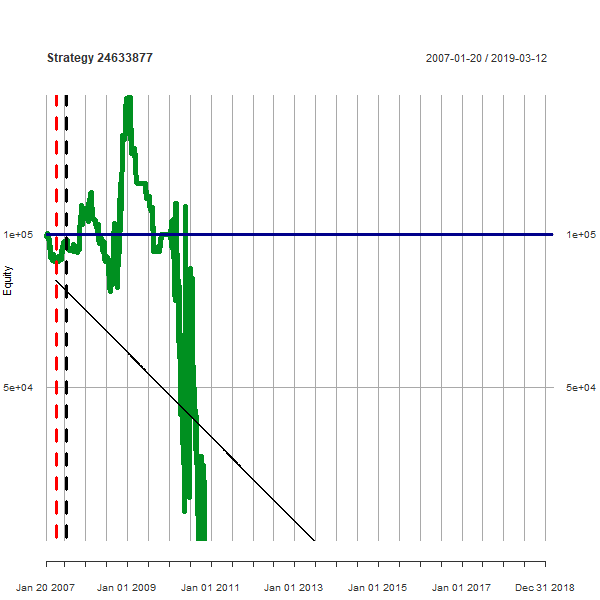 Strategy 24633877
2007-01-20 / 2019-03-12
1e+05
1e+05
Equity
5e+04
5e+04
Jan 20 2007
Jan 01 2009
Jan 01 2011
Jan 01 2013
Jan 01 2015
Jan 01 2017
Dec 31 2018